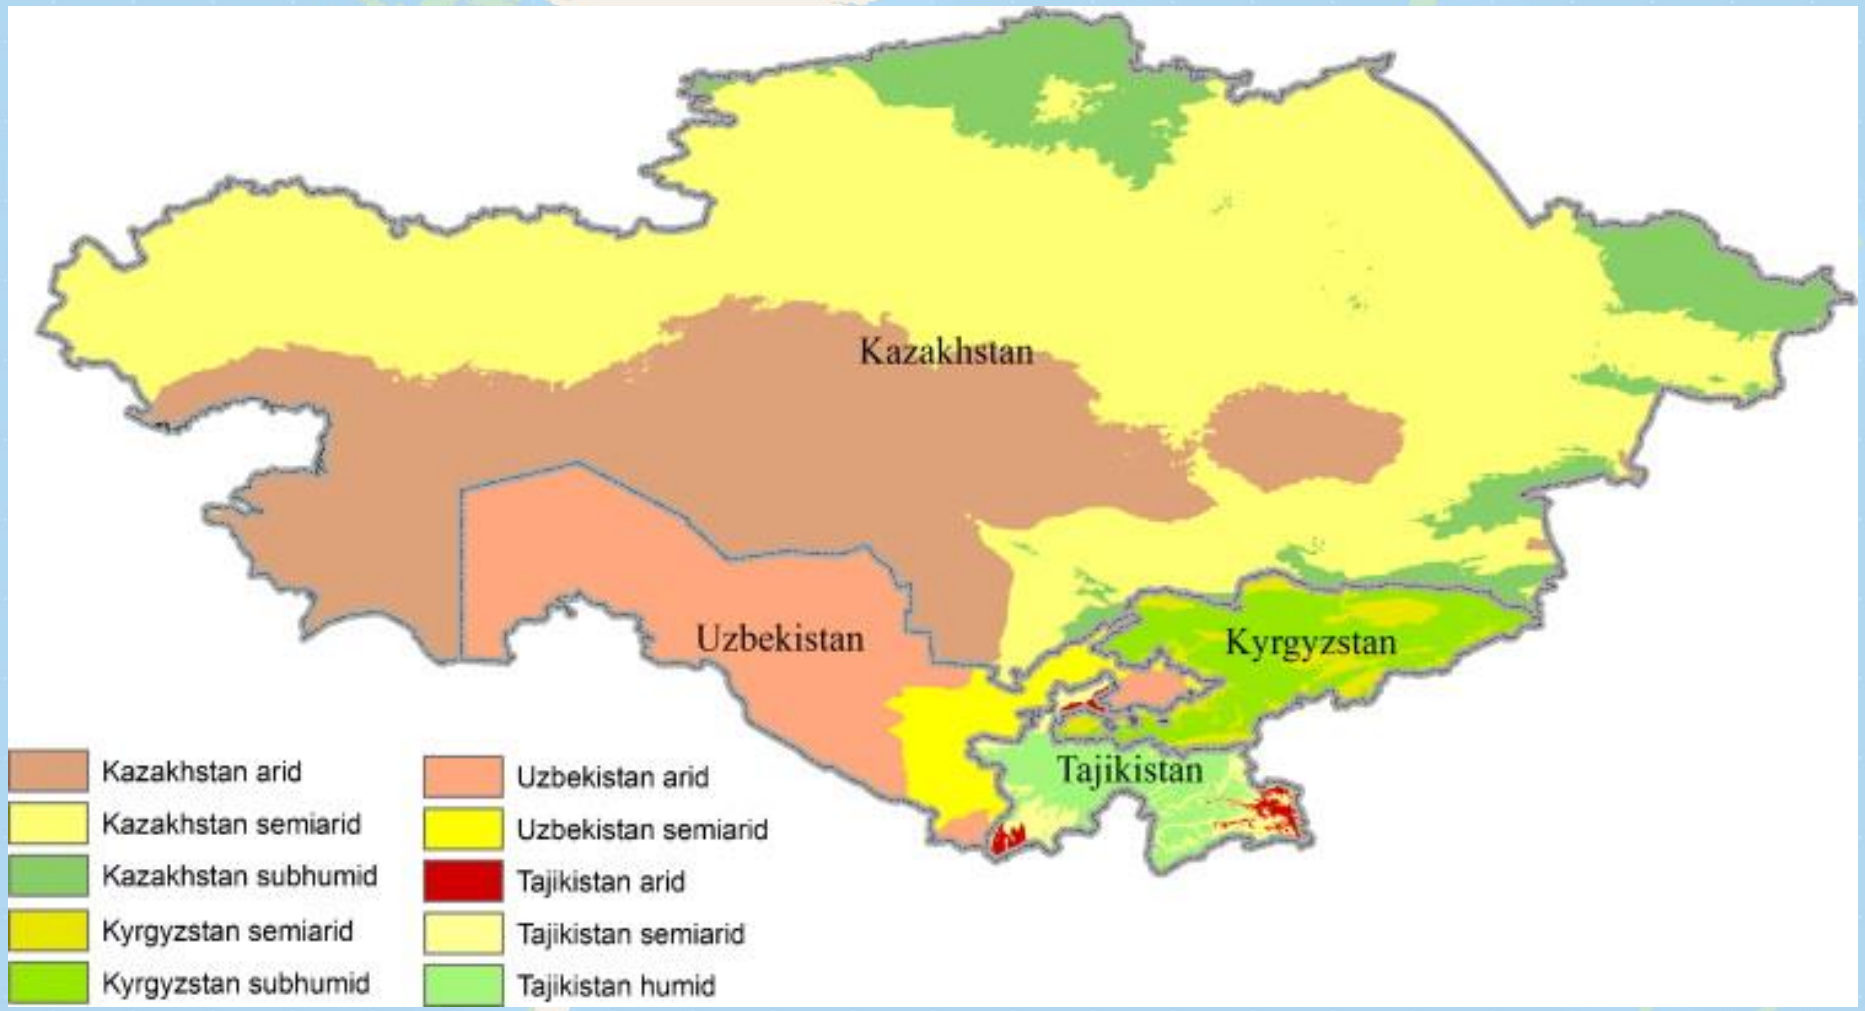 Kazakhstan
Uzbekistan
Kyrgyzstan
Tajikistan
Kazakhstan arid
Kazakhstan semiarid
Kazakhstan subhumid
Kyrgyzstan semiarid
Kyrgyzstan subhumid
Uzbekistan arid
Uzbekistan semiarid
Tajikistan arid
Tajikistan semiarid
Tajikistan humid